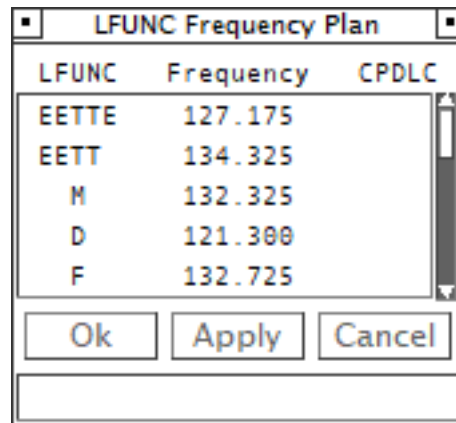 LFUNC Frequency Plan
LFUNC Frequency CPDLC
EETTE 127.175
EETT 134.325
M 132.325
D 121.300
F 132.725
Ok Apply Cancel